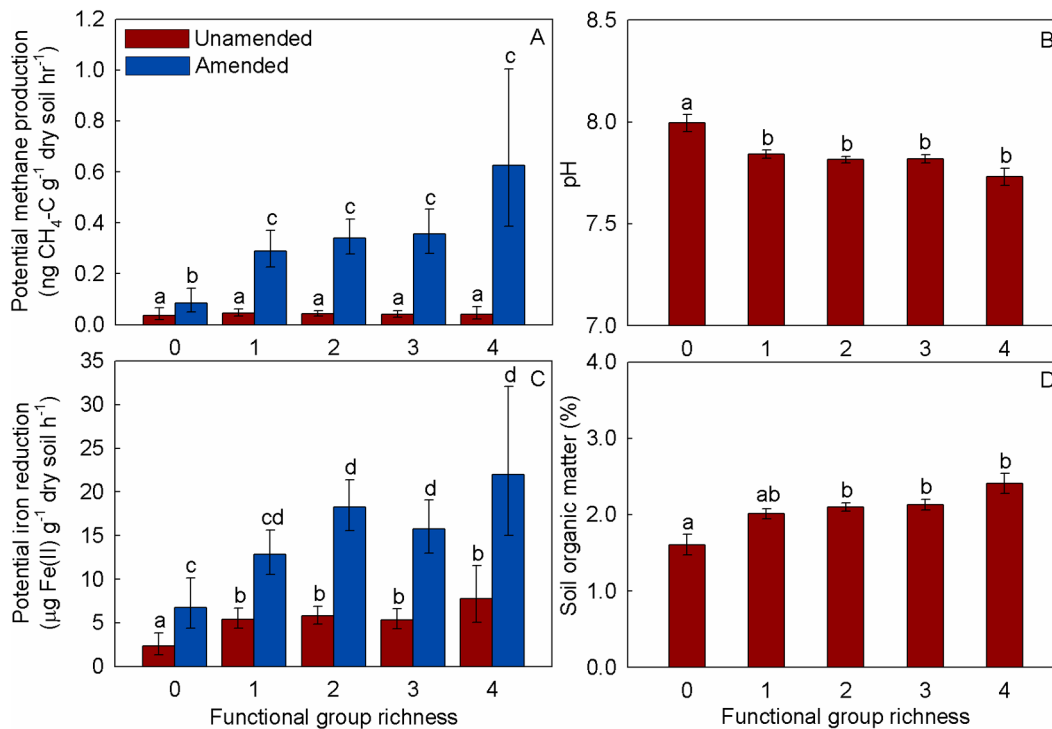 Potential methane production
(ng CH₄-C g⁻¹ dry soil hr⁻¹)
1.2
1.0
0.8
0.6
0.4
0.2
0.0
Unamended
Amended
A
a b a c a c a c a c
0 1 2 3 4
pH
8.5
8.0
7.5
7.0
B
a b b b b
0 1 2 3 4
Potential iron reduction
(µg Fe(II) g⁻¹ dry soil h⁻¹)
35
30
25
20
15
10
5
0
C
a c b cd b d b d b d
0 1 2 3 4
Functional group richness
Soil organic matter (%)
4.0
3.0
2.0
1.0
0.0
D
a ab b b b
0 1 2 3 4
Functional group richness